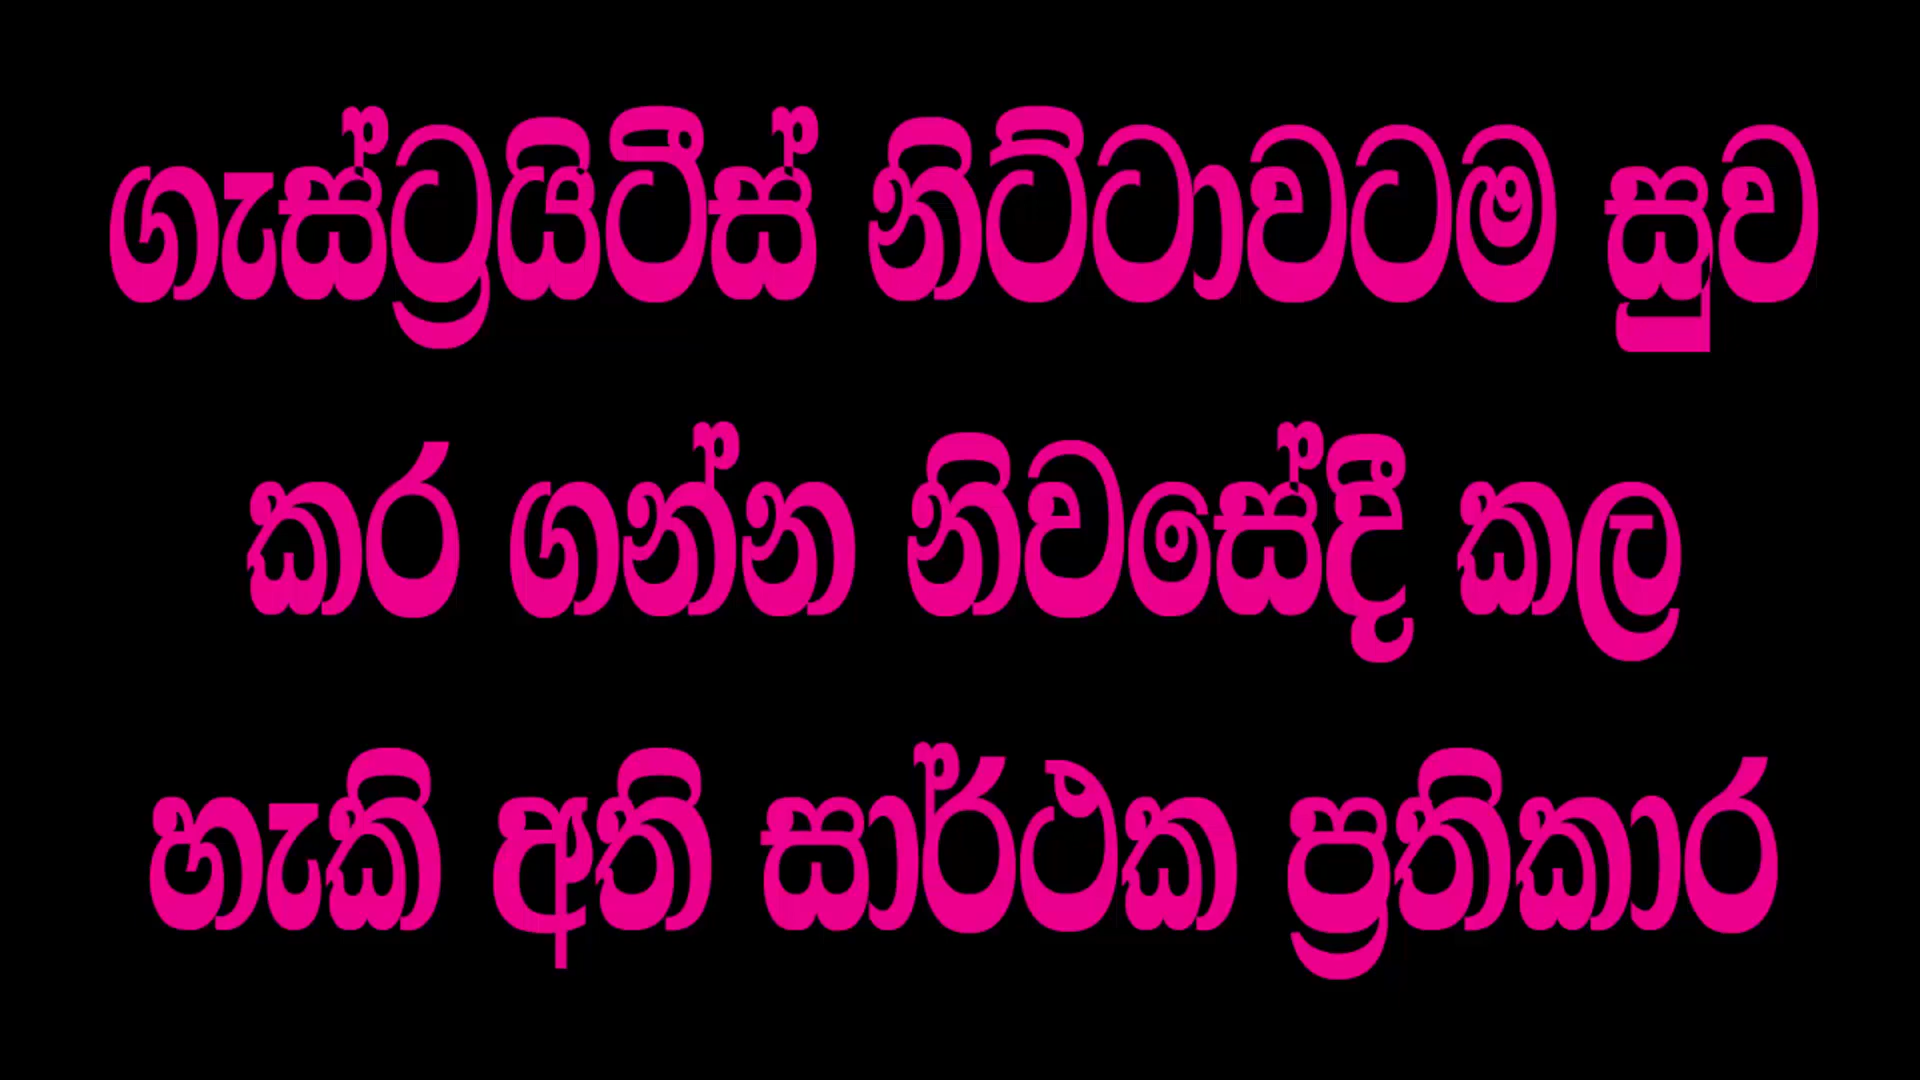 ගැස්ට්‍රයිටීස් නිට්ටාවටම සුව
කර ගන්න නිවසේදී කල
හැකි අති සාර්ථක ප්‍රතිකාර